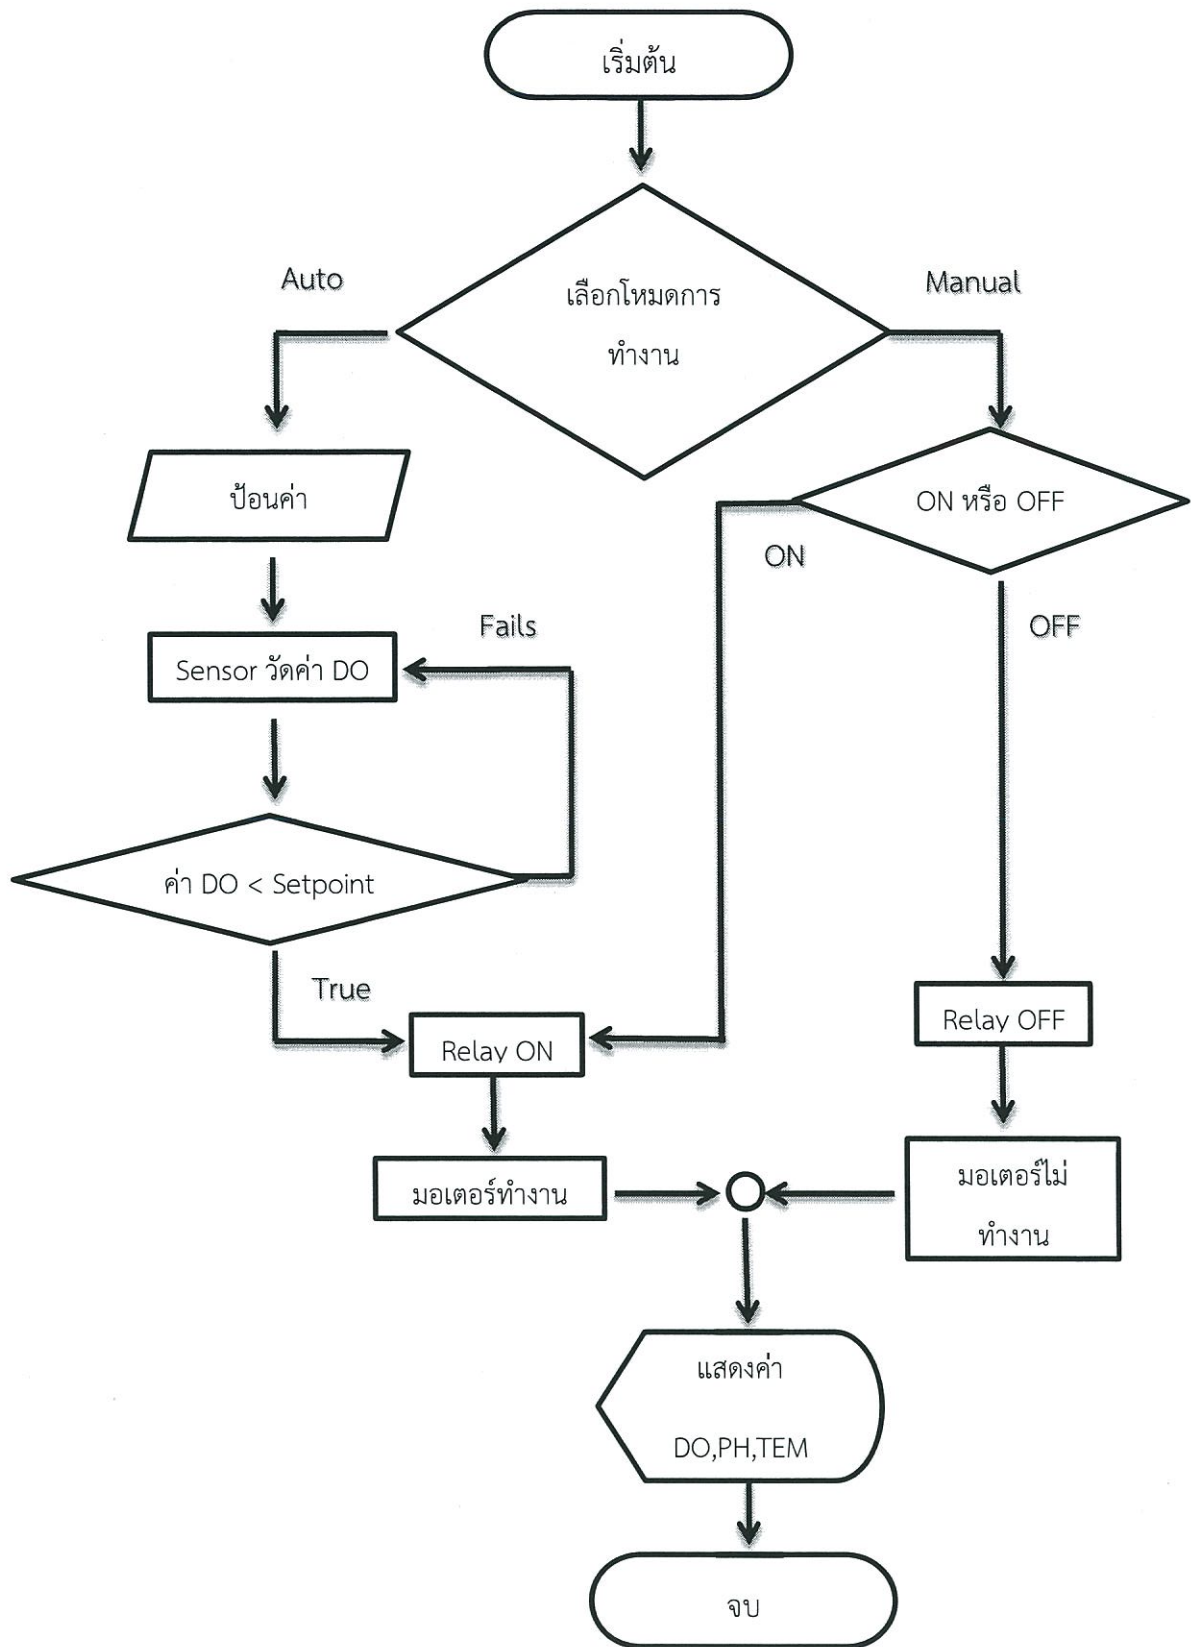 เริ่มต้น
เลือกโหมดการ
ทำงาน
Auto
Manual
ป้อนค่า
ON หรือ OFF
ON
OFF
Fails
Sensor วัดค่า DO
ค่า DO < Setpoint
True
Relay ON
Relay OFF
มอเตอร์ทำงาน
มอเตอร์ไม่
ทำงาน
แสดงค่า
DO,PH,TEM
จบ